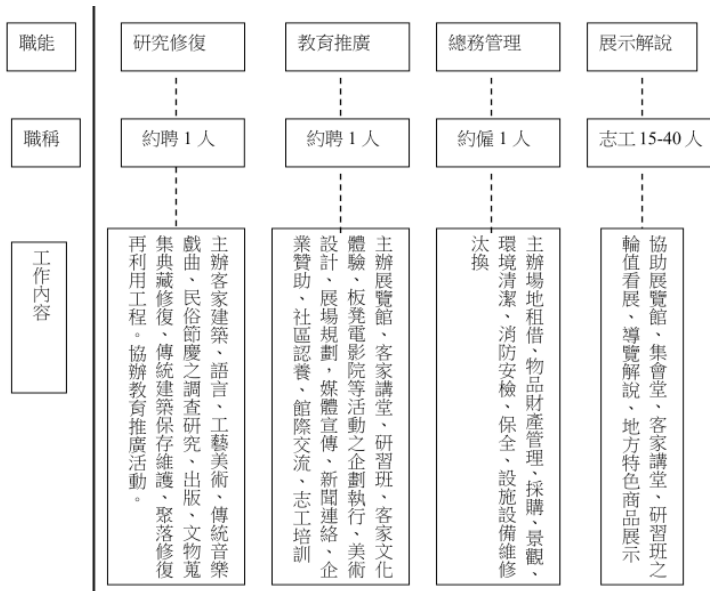 職能
研究修復
教育推廣
總務管理
展示解說
職稱
約聘 1 人
約聘 1 人
約僱 1 人
志工 15-40 人
工作內容
主辦客家建築、語言、工藝美術、傳統音樂
戲曲、民俗節慶之調查研究、出版、文物蒐
集典藏修復、傳統建築保存維護、聚落修復
再利用工程。協辦教育推廣活動。
主辦展覽館、客家講堂、研習班、客家文化
體驗、板凳電影院等活動之企劃執行、美術
設計、展場規劃，媒體宣傳、新聞連絡、企
業贊助、社區認養、館際交流、志工培訓
主辦場地租借、物品財產管理、採購、景觀、
環境清潔、消防安檢、保全、設施設備維修
汰換
協助展覽館、集會堂、客家講堂、研習班之
輪值看展、導覽解說、地方特色商品展示